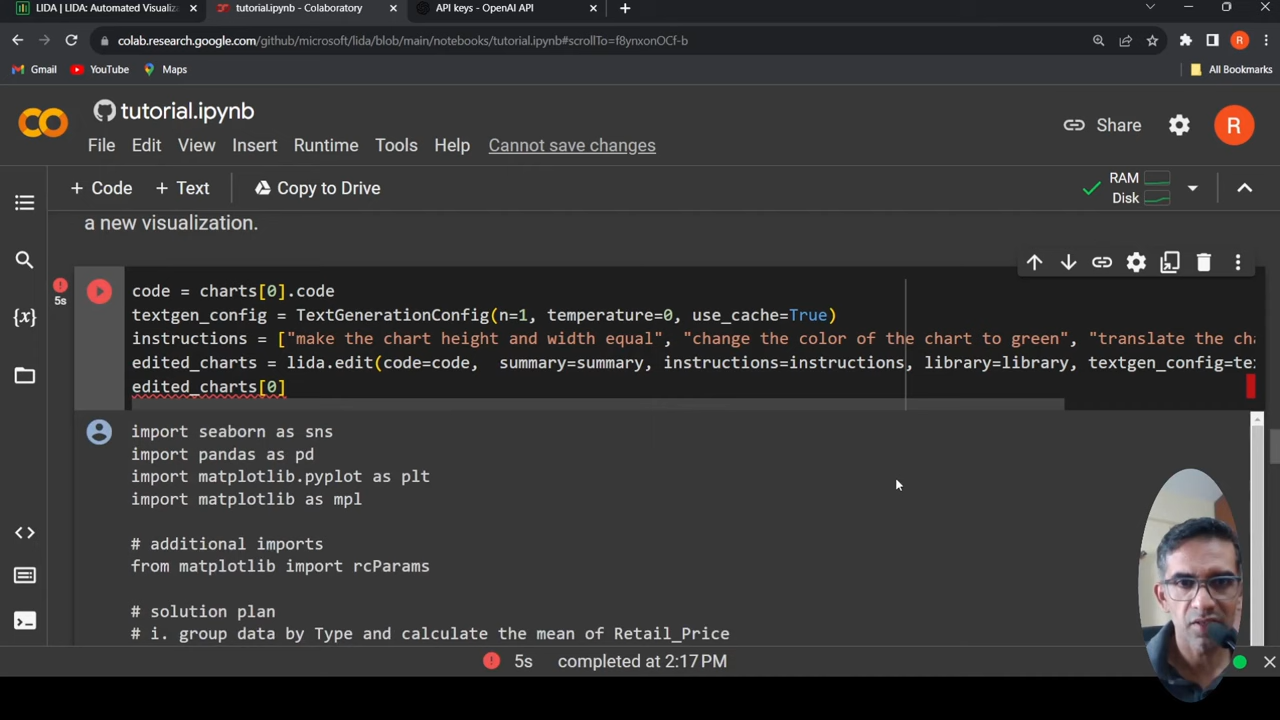 LIDA | LIDA: Automated Visualiz
tutorial.ipynb - Colaboratory
API keys - OpenAI API
colab.research.google.com/github/microsoft/lida/blob/main/notebooks/tutorial.ipynb#scrollTo=f8ynxonOCf-b
Gmail
YouTube
Maps
All Bookmarks
tutorial.ipynb
Share
R
File Edit View Insert Runtime Tools Help Cannot save changes
+ Code + Text Copy to Drive
RAM
Disk
a new visualization.
5s
code = charts[0].code
textgen_config = TextGenerationConfig(n=1, temperature=0, use_cache=True)
instructions = ["make the chart height and width equal", "change the color of the chart to green", "translate the cha
edited_charts = lida.edit(code=code,  summary=summary, instructions=instructions, library=library, textgen_config=te
edited_charts[0]
import seaborn as sns
import pandas as pd
import matplotlib.pyplot as plt
import matplotlib as mpl
# additional imports
from matplotlib import rcParams
# solution plan
# i. group data by Type and calculate the mean of Retail_Price
5s completed at 2:17 PM